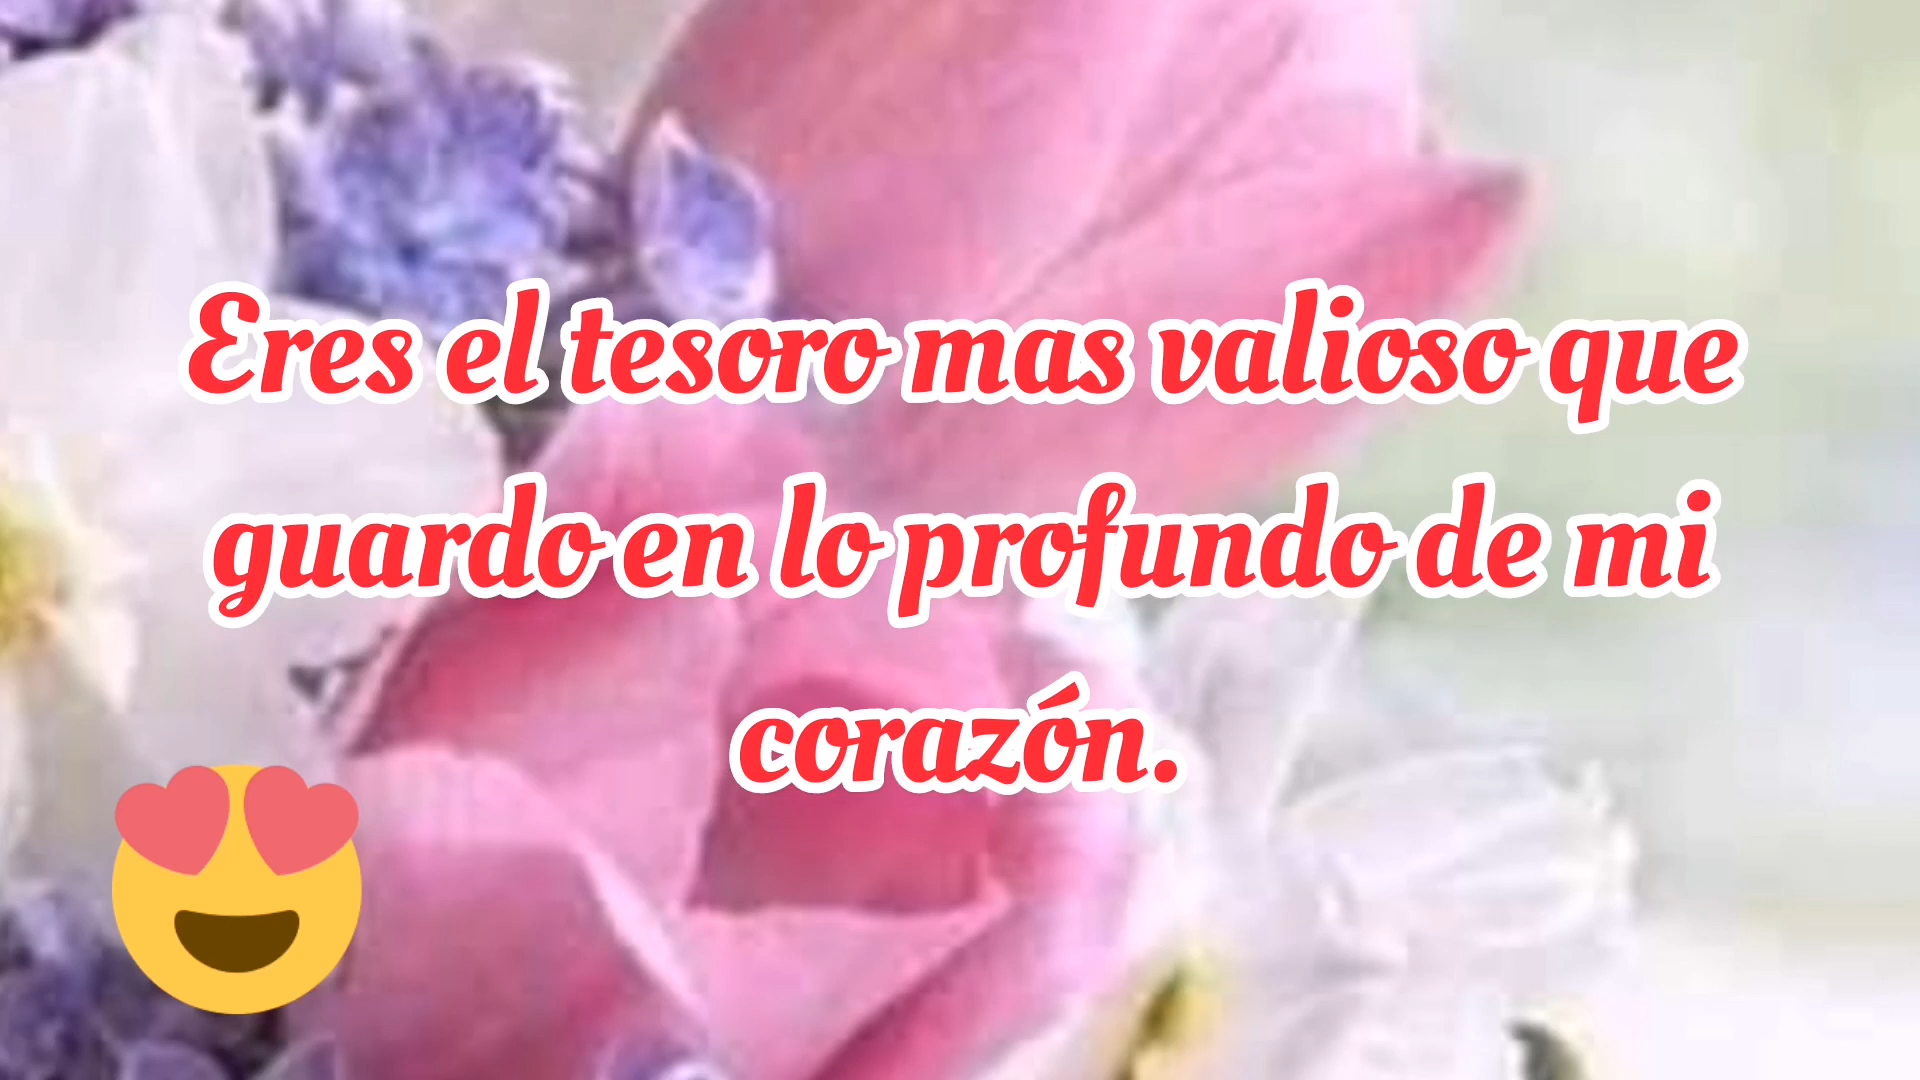 Eres el tesoro mas valioso que
guardo en lo profundo de mi
corazón.